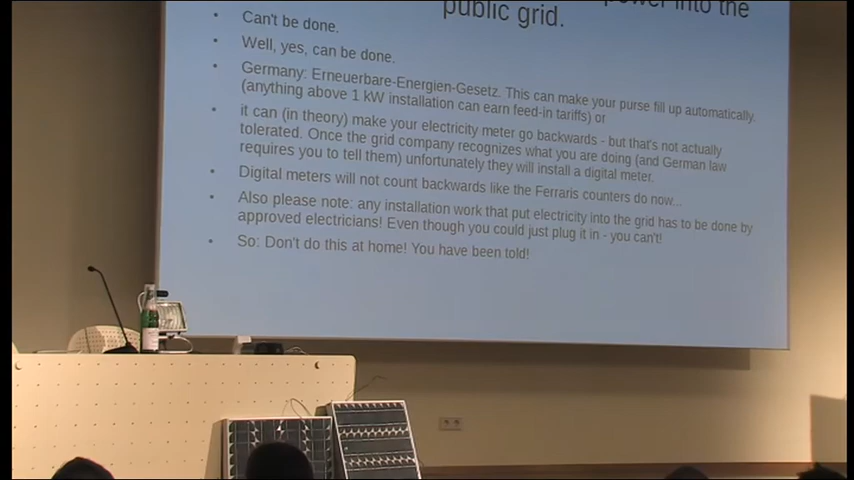 power into the
public grid.
• Can't be done.
• Well, yes, can be done.
• Germany: Erneuerbare-Energien-Gesetz. This can make your purse fill up automatically.
(anything above 1 kW installation can earn feed-in tariffs) or
• it can (in theory) make your electricity meter go backwards - but that's not actually
tolerated. Once the grid company recognizes what you are doing (and German law
requires you to tell them) unfortunately they will install a digital meter.
• Digital meters will not count backwards like the Ferraris counters do now...
• Also please note: any installation work that put electricity into the grid has to be done by
approved electricians! Even though you could just plug it in - you can't!
• So: Don't do this at home! You have been told!